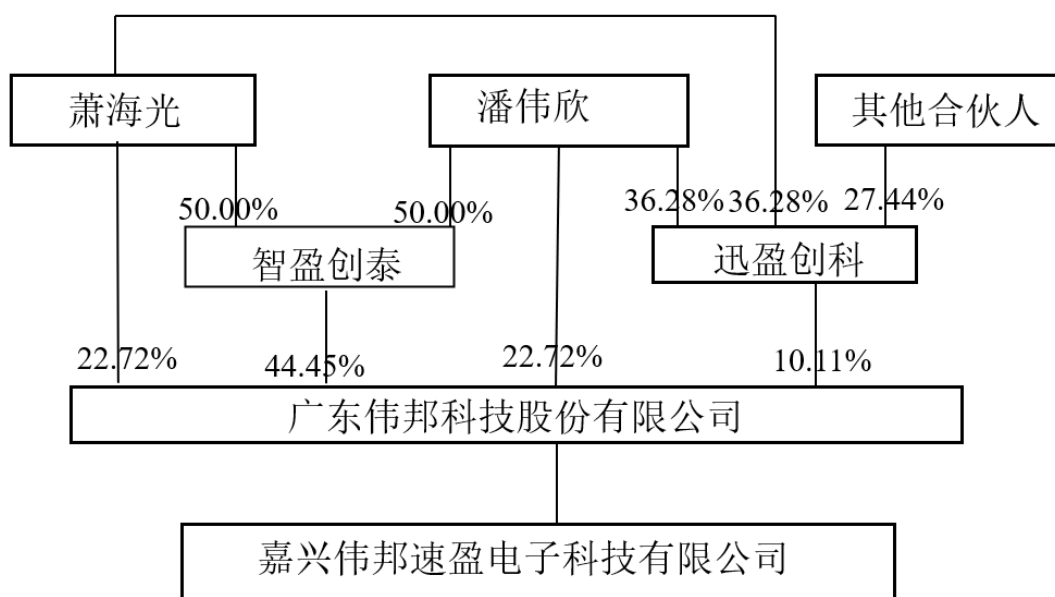 萧海光
潘伟欣
其他合伙人
50.00%
50.00%
36.28%
36.28%
27.44%
智盈创泰
迅盈创科
22.72%
44.45%
22.72%
10.11%
广东伟邦科技股份有限公司
嘉兴伟邦速盈电子科技有限公司